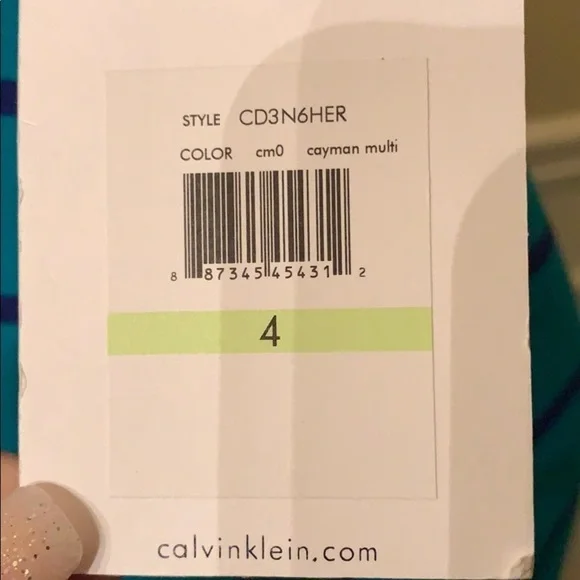 STYLE CD3N6HER
COLOR cm0 cayman multi
8 87345 45431 2
4
calvinklein.com